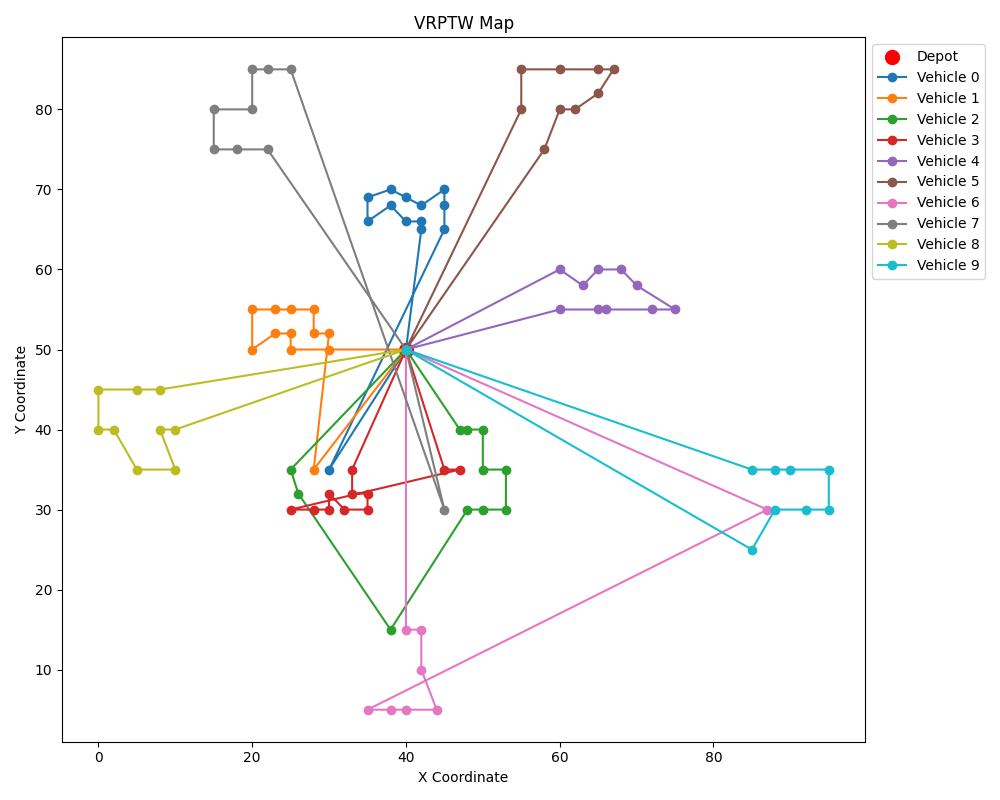 VRPTW Map
Depot
Vehicle 0
Vehicle 1
Vehicle 2
Vehicle 3
Vehicle 4
Vehicle 5
Vehicle 6
Vehicle 7
Vehicle 8
Vehicle 9
Y Coordinate
80
70
60
50
40
30
20
10
0
20
40
60
80
X Coordinate